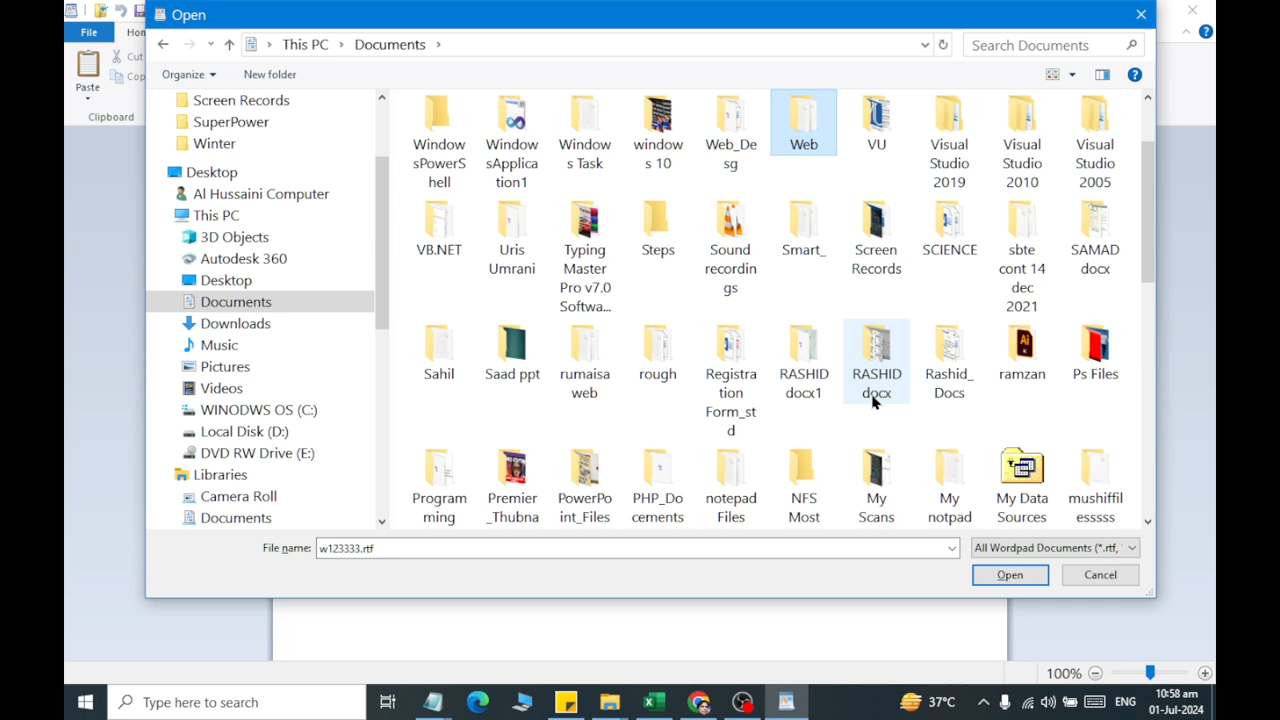 Open
File
Hom
This PC
Documents
Search Documents
Organize
New folder
Paste
Cut
Cop
Clipboard
Screen Records
SuperPower
Winter
Desktop
Al Hussaini Computer
This PC
3D Objects
Autodesk 360
Desktop
Documents
Downloads
Music
Pictures
Videos
WINODWS OS (C:)
Local Disk (D:)
DVD RW Drive (E:)
Libraries
Camera Roll
Documents
Window
sPowerS
hell
Window
sApplica
tion1
Window
s Task
window
s 10
Web_De
sg
Web
VU
Visual
Studio
2019
Visual
Studio
2010
Visual
Studio
2005
VB.NET
Uris
Umrani
Typing
Master
Pro v7.0
Softwa...
Steps
Sound
recordin
gs
Smart_
Screen
Records
SCIENCE
sbte
cont 14
dec
2021
SAMAD
docx
Sahil
Saad ppt
rumaisa
web
rough
Registra
tion
Form_st
d
RASHID
docx1
RASHID
docx
Rashid_
Docs
ramzan
Ps Files
Program
ming
Premier
_Thubna
PowerPo
int_Files
PHP_Do
cements
notepad
Files
NFS
Most
My
Scans
My
notpad
My Data
Sources
mushiffil
esssss
File name:
w123333.rtf
All Wordpad Documents (*.rtf,
Open
Cancel
100%
Type here to search
37°C
ENG
10:58 am
01-Jul-2024